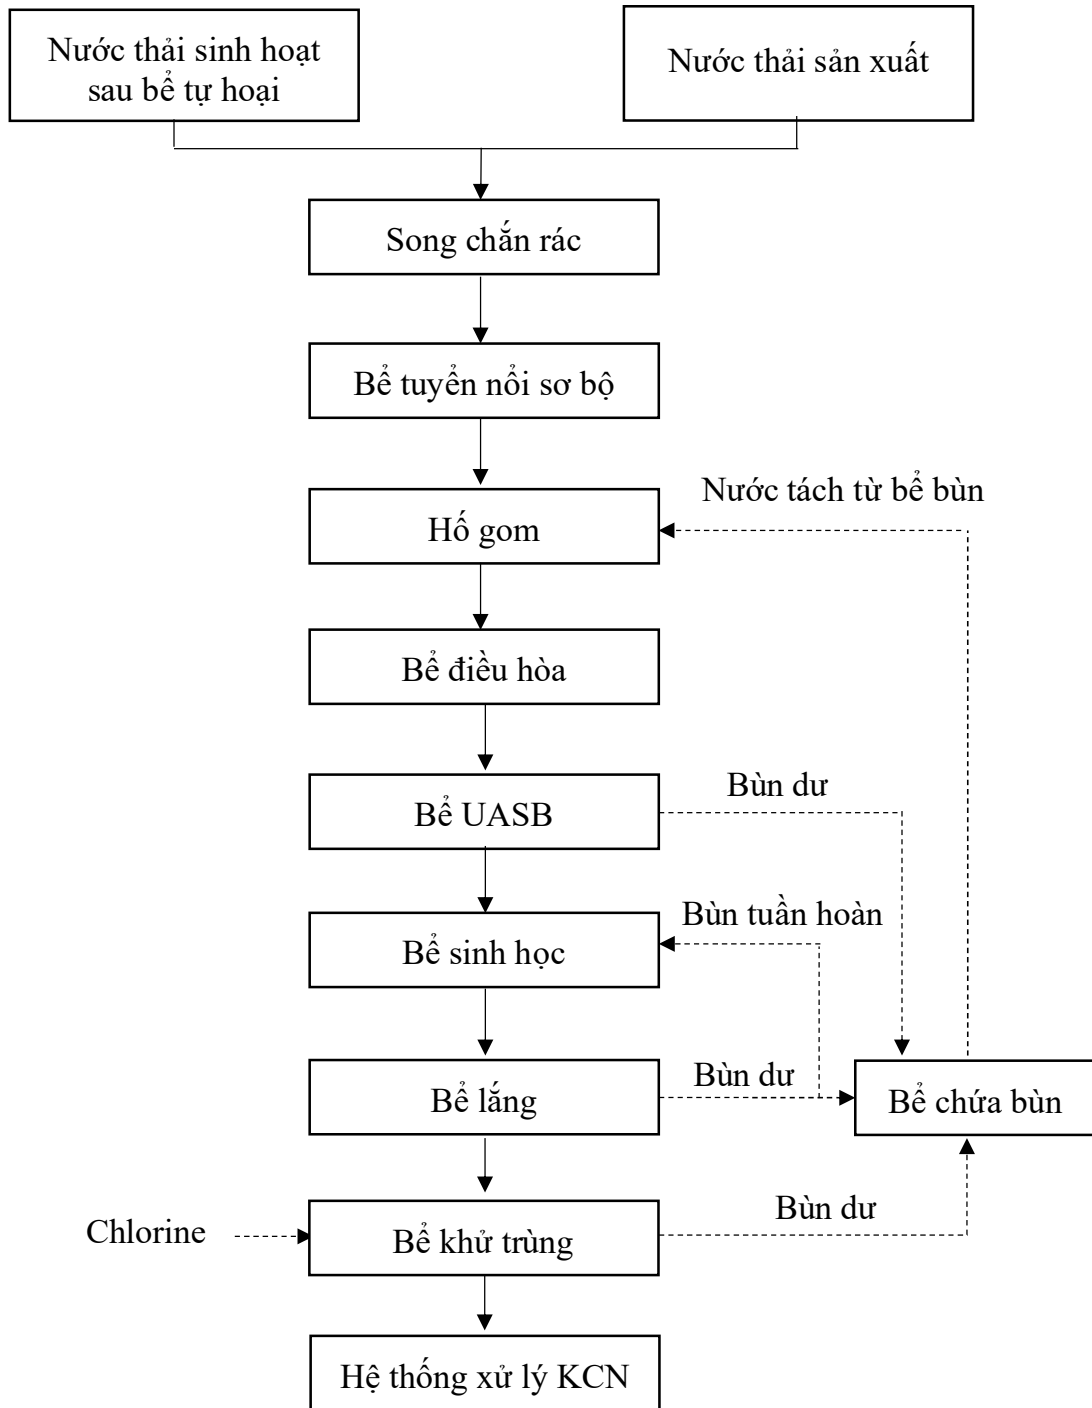 Nước thải sinh hoạt
sau bể tự hoại
Nước thải sản xuất
Song chắn rác
Bể tuyển nổi sơ bộ
Nước tách từ bể bùn
Hố gom
Bể điều hòa
Bùn dư
Bể UASB
Bùn tuần hoàn
Bể sinh học
Bùn dư
Bể lắng
Bể chứa bùn
Bùn dư
Chlorine
Bể khử trùng
Hệ thống xử lý KCN